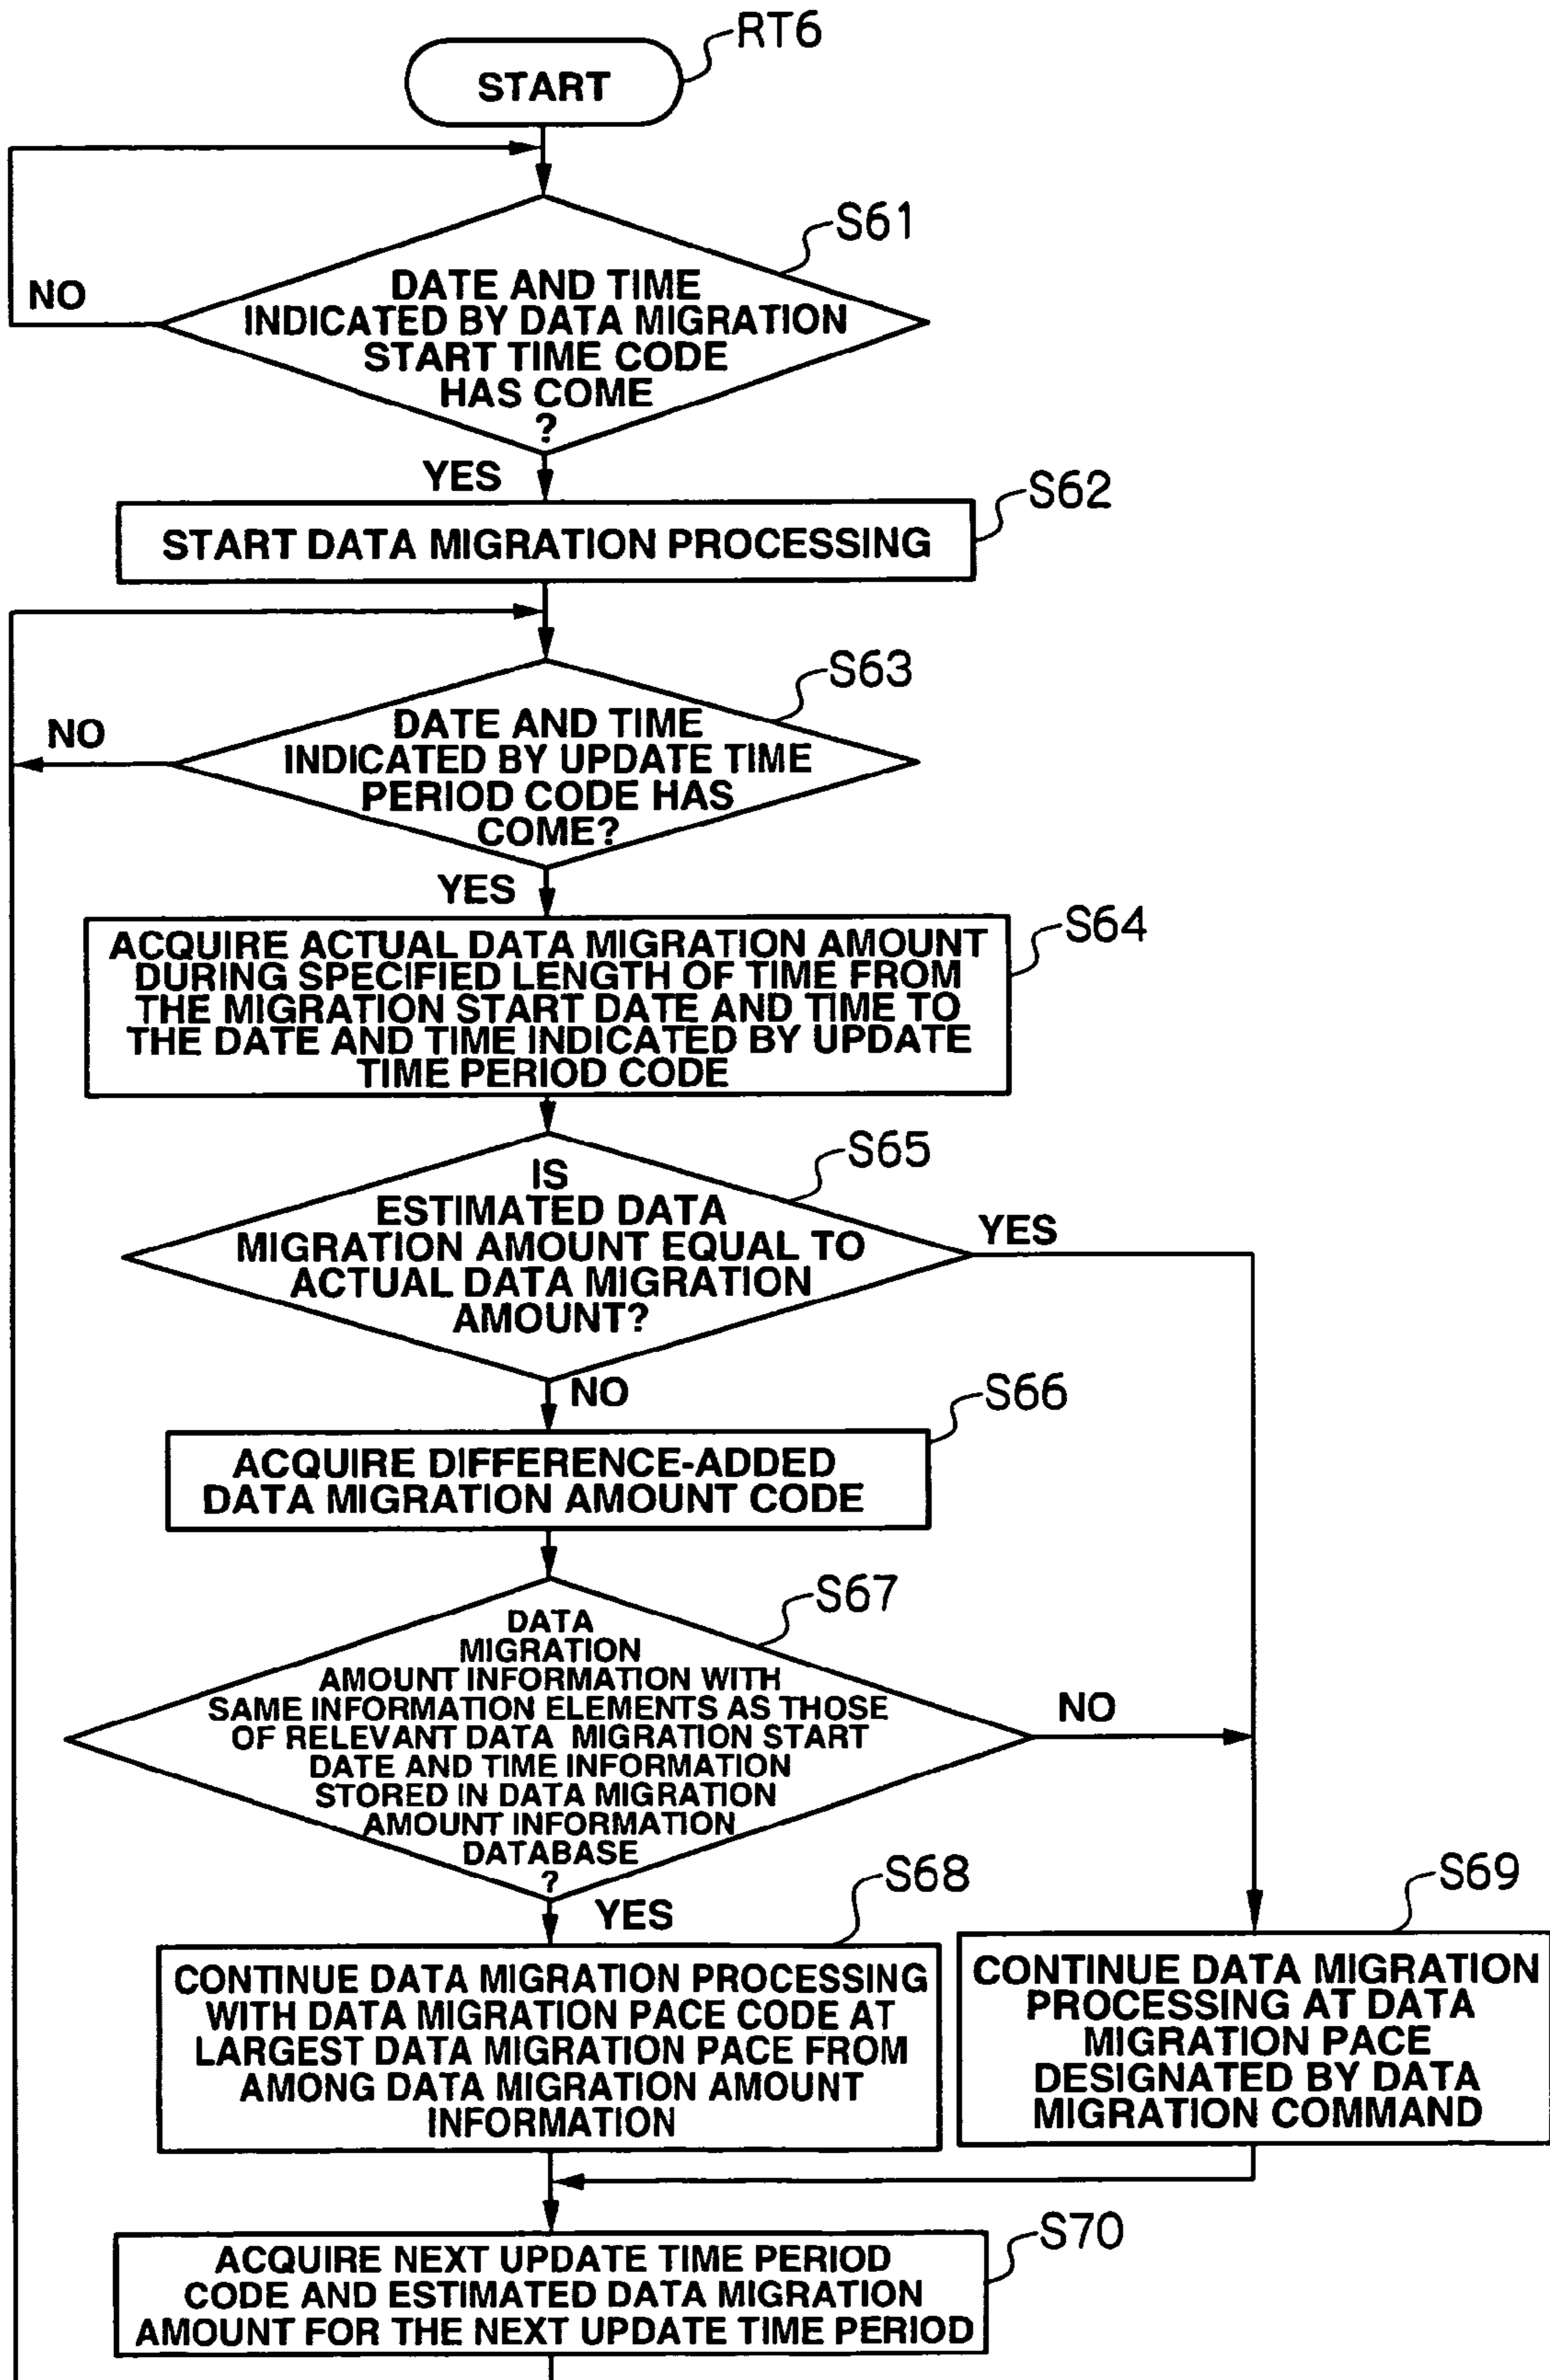 RT6
START
S61
DATE AND TIME
INDICATED BY DATA MIGRATION
START TIME CODE
HAS COME
?
NO
YES
S62
START DATA MIGRATION PROCESSING
S63
DATE AND TIME
INDICATED BY UPDATE TIME
PERIOD CODE HAS
COME?
NO
YES
S64
ACQUIRE ACTUAL DATA MIGRATION AMOUNT
DURING SPECIFIED LENGTH OF TIME FROM
THE MIGRATION START DATE AND TIME TO
THE DATE AND TIME INDICATED BY UPDATE
TIME PERIOD CODE
S65
IS
ESTIMATED DATA
MIGRATION AMOUNT EQUAL TO
ACTUAL DATA MIGRATION
AMOUNT?
YES
NO
S66
ACQUIRE DIFFERENCE-ADDED
DATA MIGRATION AMOUNT CODE
S67
DATA
MIGRATION
AMOUNT INFORMATION WITH
SAME INFORMATION ELEMENTS AS THOSE
OF RELEVANT DATA MIGRATION START
DATE AND TIME INFORMATION
STORED IN DATA MIGRATION
AMOUNT INFORMATION
DATABASE
?
NO
YES
S68
CONTINUE DATA MIGRATION PROCESSING
WITH DATA MIGRATION PACE CODE AT
LARGEST DATA MIGRATION PACE FROM
AMONG DATA MIGRATION AMOUNT
INFORMATION
S69
CONTINUE DATA MIGRATION
PROCESSING AT DATA
MIGRATION PACE
DESIGNATED BY DATA
MIGRATION COMMAND
S70
ACQUIRE NEXT UPDATE TIME PERIOD
CODE AND ESTIMATED DATA MIGRATION
AMOUNT FOR THE NEXT UPDATE TIME PERIOD